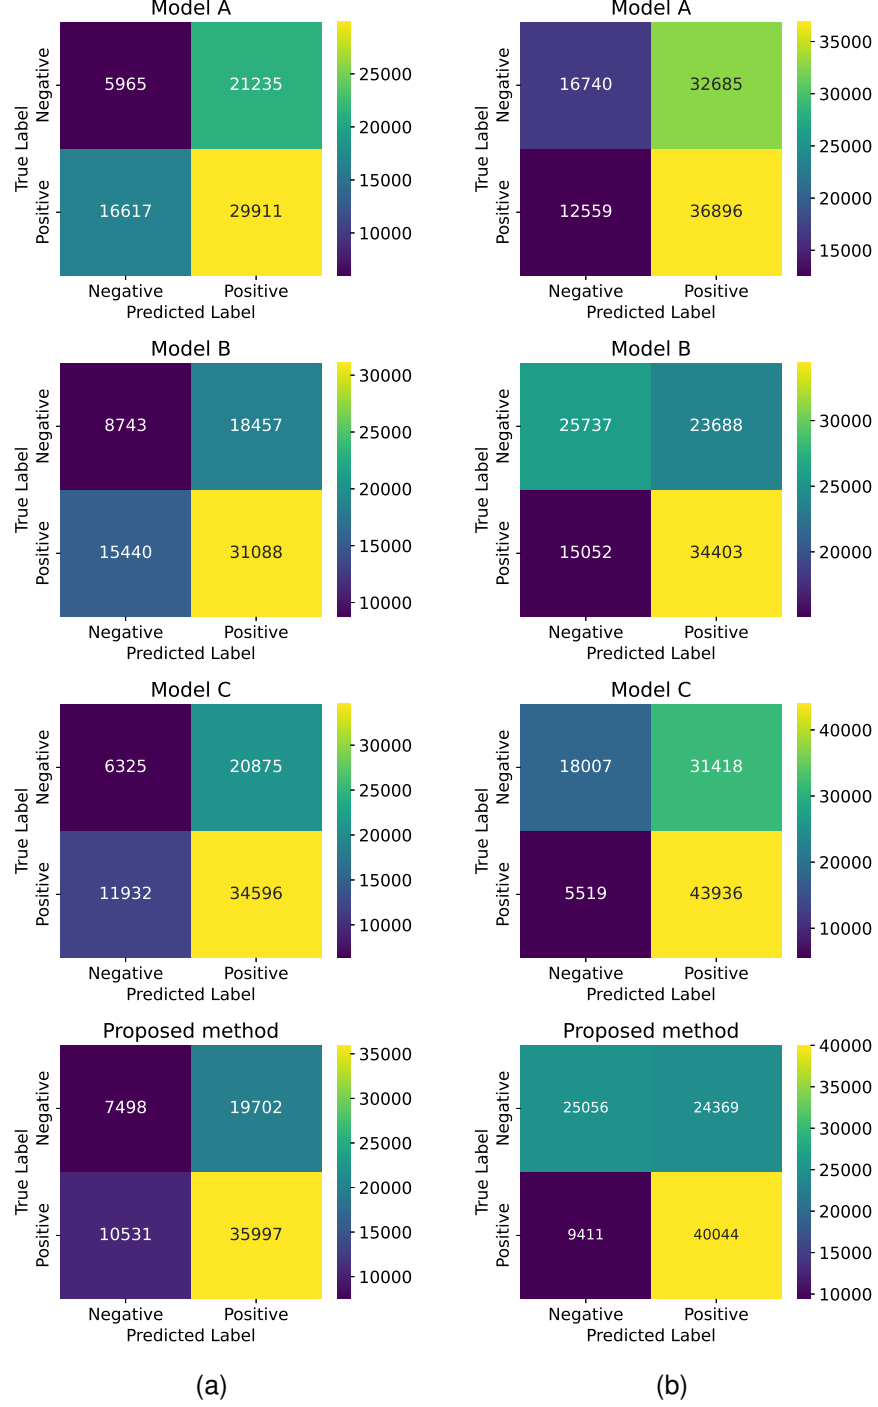 Model A
Negative
5965
21235
True Label
Positive
16617
29911
25000
20000
15000
10000
Negative Positive
Predicted Label
Model A
Negative
16740
32685
True Label
Positive
12559
36896
35000
30000
25000
20000
15000
Negative Positive
Predicted Label
Model B
Negative
8743
18457
True Label
Positive
15440
31088
30000
25000
20000
15000
10000
Negative Positive
Predicted Label
Model B
Negative
25737
23688
True Label
Positive
15052
34403
30000
25000
20000
Negative Positive
Predicted Label
Model C
Negative
6325
20875
True Label
Positive
11932
34596
30000
25000
20000
15000
10000
Negative Positive
Predicted Label
Model C
Negative
18007
31418
True Label
Positive
5519
43936
40000
30000
20000
10000
Negative Positive
Predicted Label
Proposed method
Negative
7498
19702
True Label
Positive
10531
35997
35000
30000
25000
20000
15000
10000
Negative Positive
Predicted Label
Proposed method
Negative
25056
24369
True Label
Positive
9411
40044
40000
35000
30000
25000
20000
15000
10000
Negative Positive
Predicted Label
(a)
(b)